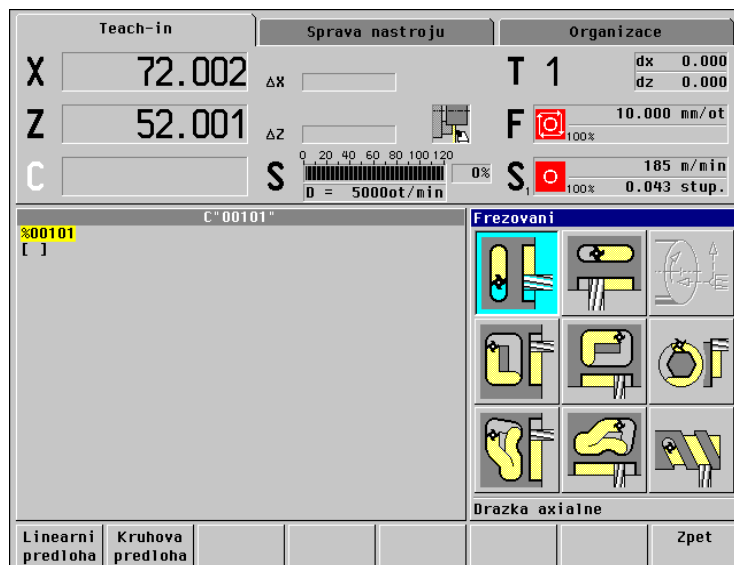 Teach-in Sprava nastroju Organizace
X 72.002 ΔX T 1 dx 0.000
dz 0.000
Z 52.001 ΔZ F 100% 10.000 mm/ot
C S 0 20 40 60 80 100 120 0% S1 100% 185 m/min
D = 5000ot/min 0.043 stup.
C"00101" Frezovani
%00101
[ ]
Drazka axialne
Linearni predloha Kruhova predloha Zpet